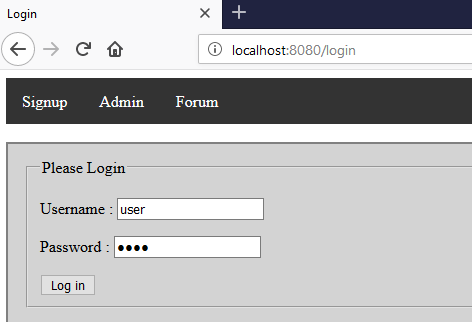 Login
localhost:8080/login
Signup Admin Forum
Please Login
Username : user
Password : ••••
Log in